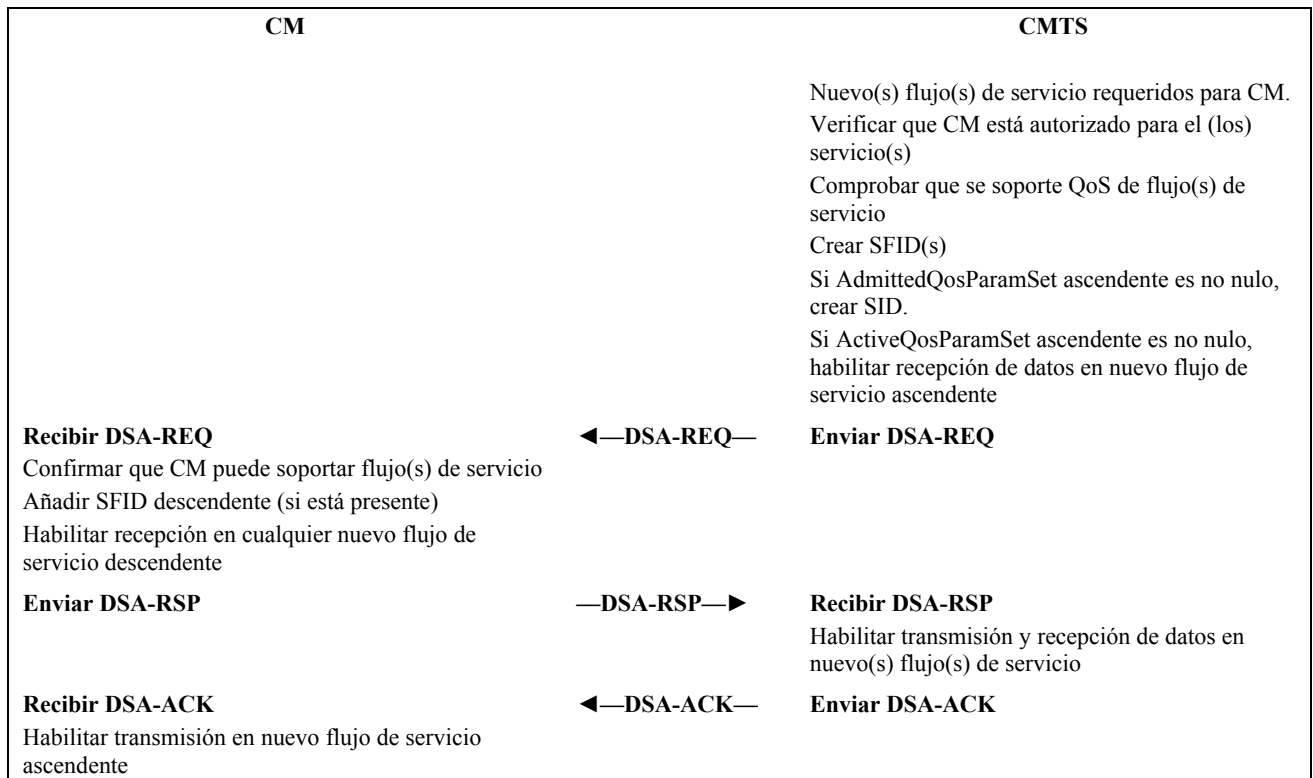 CM CMTS
Nuevo(s) flujo(s) de servicio requeridos para CM.
Verificar que CM está autorizado para el (los)
servicio(s)
Comprobar que se soporte QoS de flujo(s) de
servicio
Crear SFID(s)
Si AdmittedQosParamSet ascendente es no nulo,
crear SID.
Si ActiveQosParamSet ascendente es no nulo,
habilitar recepción de datos en nuevo flujo de
servicio ascendente
Recibir DSA-REQ ◄—DSA-REQ— Enviar DSA-REQ
Confirmar que CM puede soportar flujo(s) de servicio
Añadir SFID descendente (si está presente)
Habilitar recepción en cualquier nuevo flujo de
servicio descendente
Enviar DSA-RSP —DSA-RSP—► Recibir DSA-RSP
Habilitar transmisión y recepción de datos en
nuevo(s) flujo(s) de servicio
Recibir DSA-ACK ◄—DSA-ACK— Enviar DSA-ACK
Habilitar transmisión en nuevo flujo de servicio
ascendente